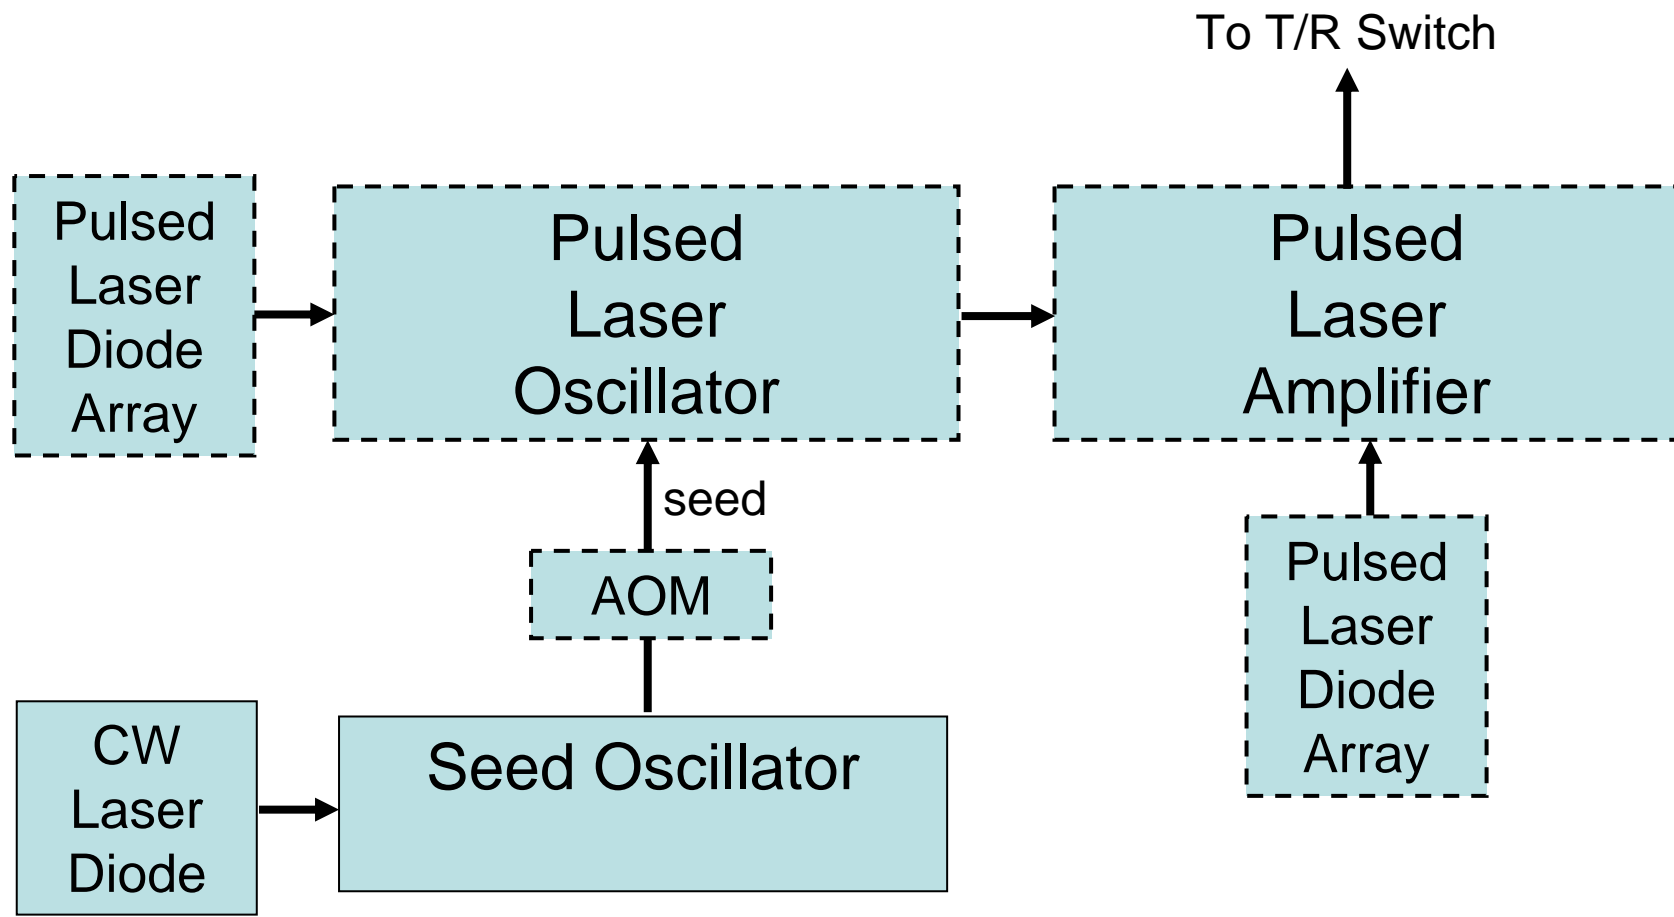 To T/R Switch
Pulsed
Laser
Diode
Array
Pulsed
Laser
Oscillator
Pulsed
Laser
Amplifier
seed
AOM
Pulsed
Laser
Diode
Array
CW
Laser
Diode
Seed Oscillator